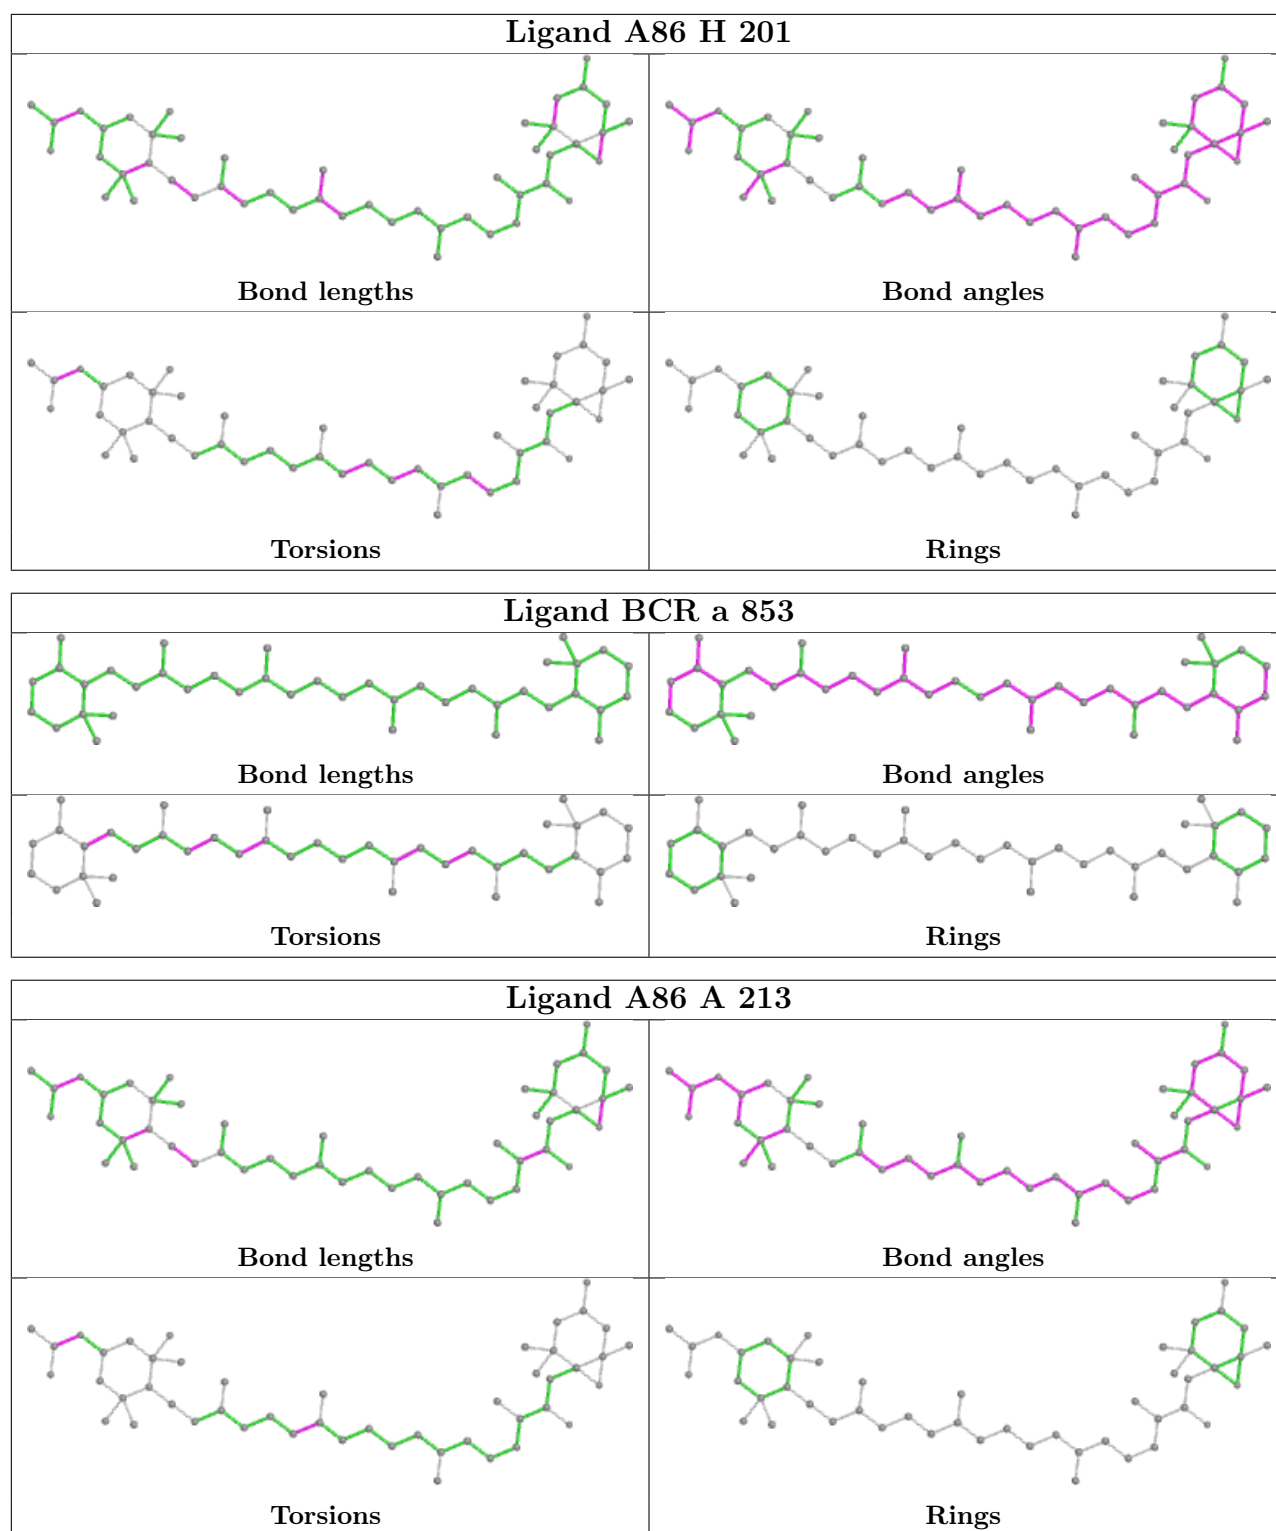 Ligand A86 H 201
Bond lengths
Bond angles
Torsions
Rings
Ligand BCR a 853
Bond lengths
Bond angles
Torsions
Rings
Ligand A86 A 213
Bond lengths
Bond angles
Torsions
Rings